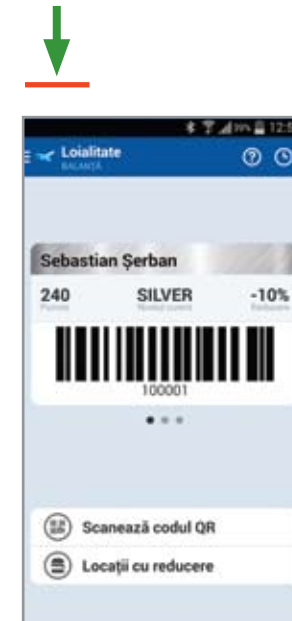 Loialitate
BALANȚĂ
Sebastian Șerban
240 SILVER -10%
100001
Scanează codul QR
Locații cu reducere